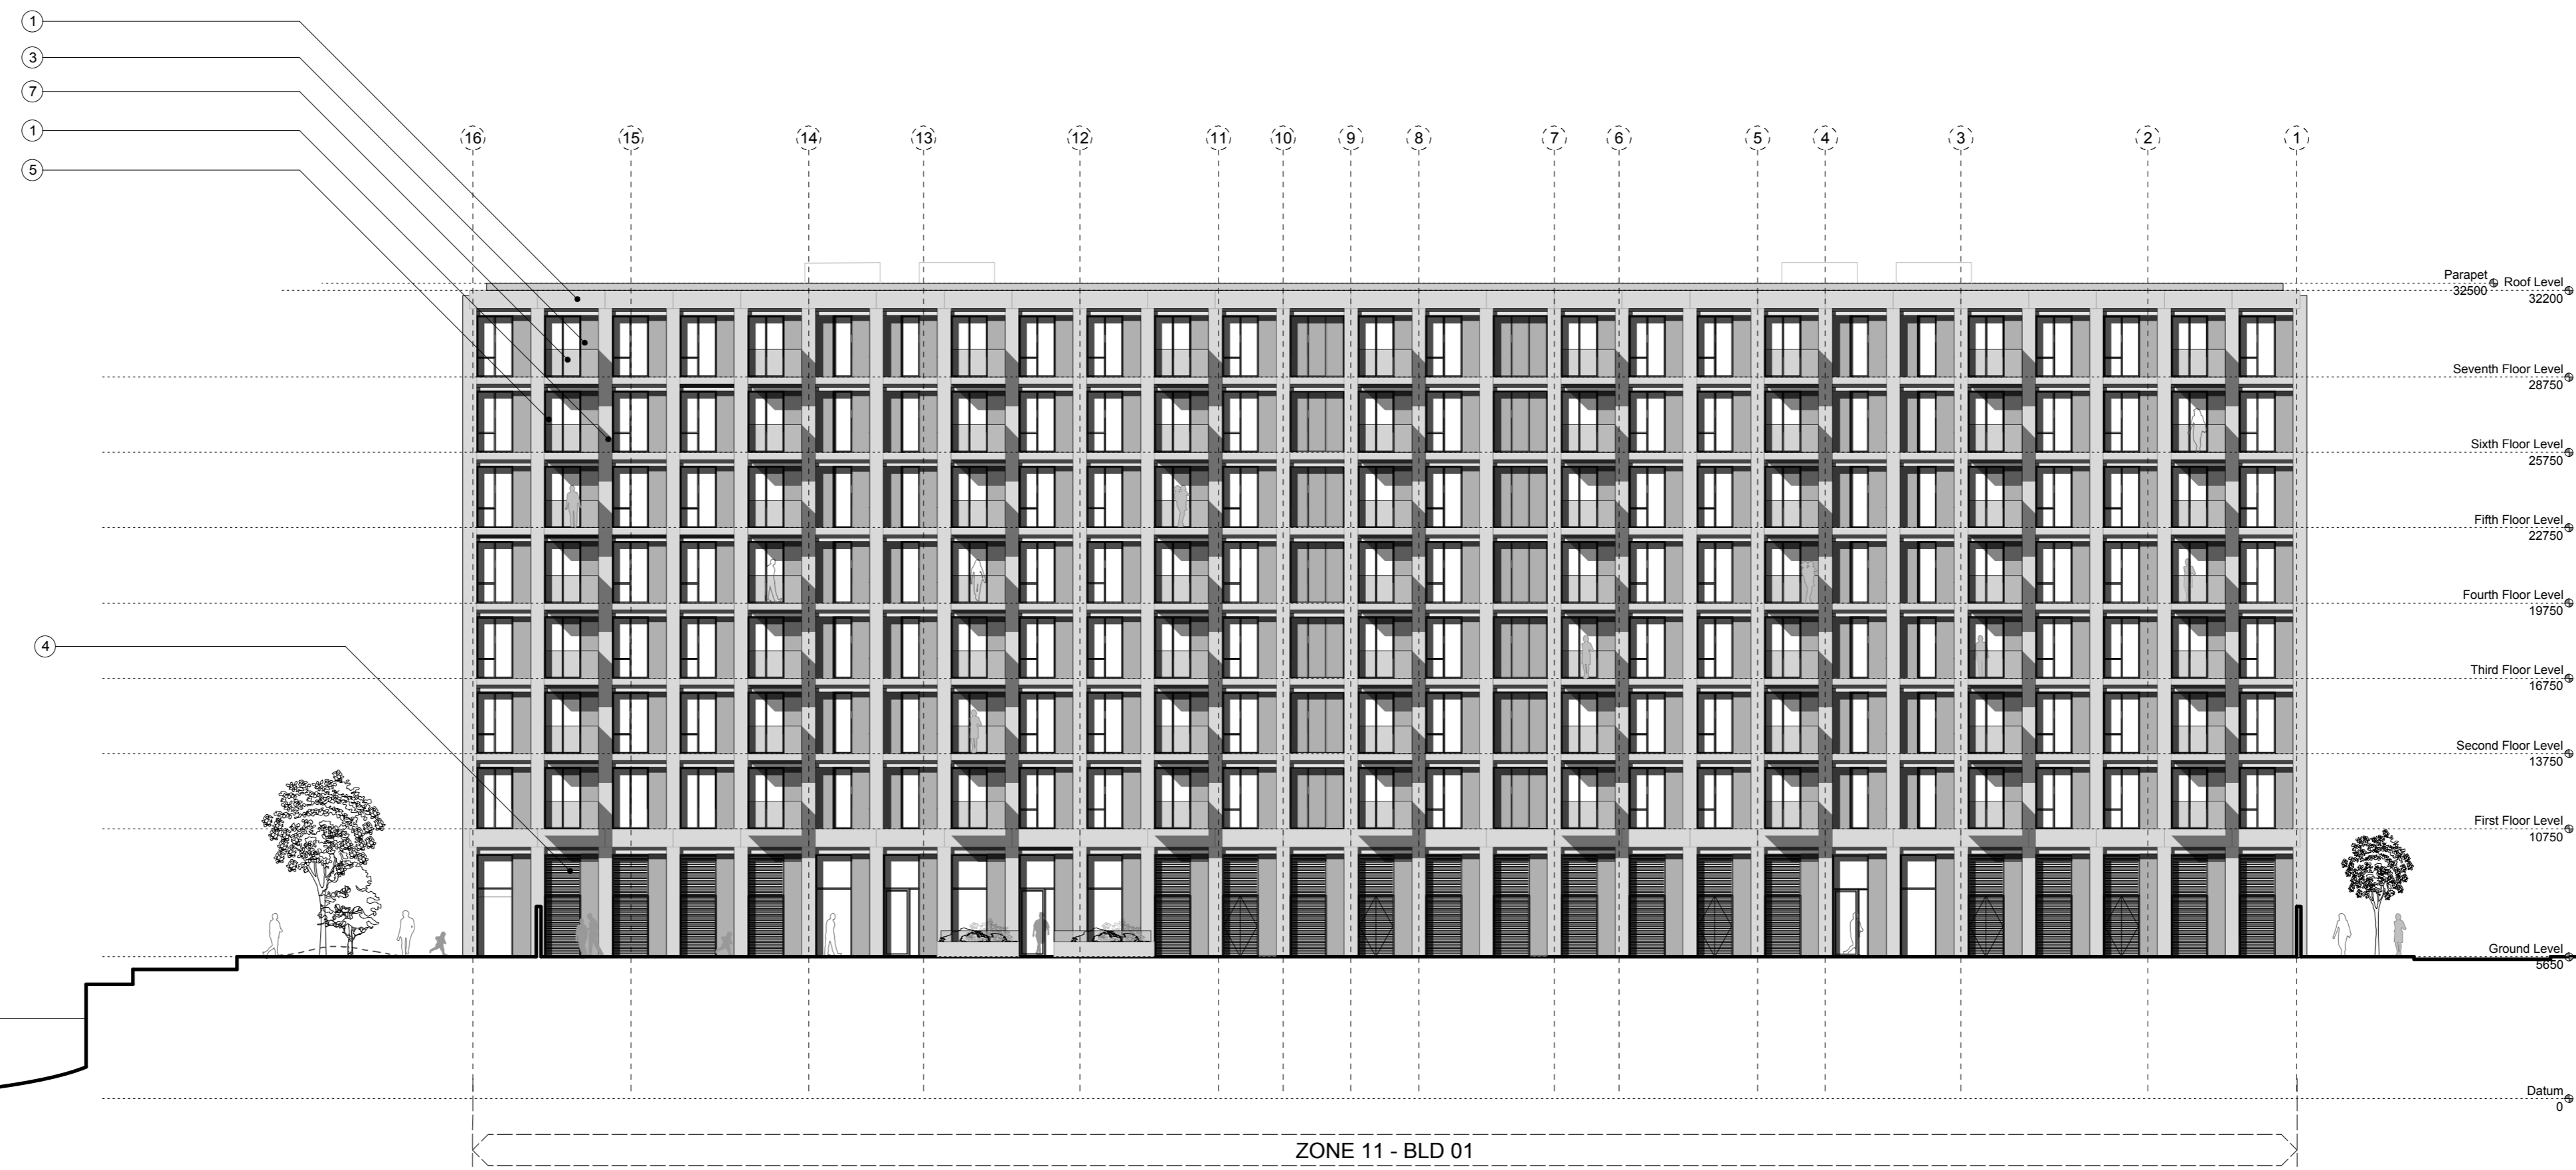 1
3
7
1
5
16 15 14 13 12 11 10 9 8 7 6 5 4 3 2 1
Parapet
32500
Roof Level
32200
Seventh Floor Level
28750
Sixth Floor Level
25750
Fifth Floor Level
22750
Fourth Floor Level
19750
4
Third Floor Level
16750
Second Floor Level
13750
First Floor Level
10750
Ground Level
5650
Datum
0
ZONE 11 - BLD 01